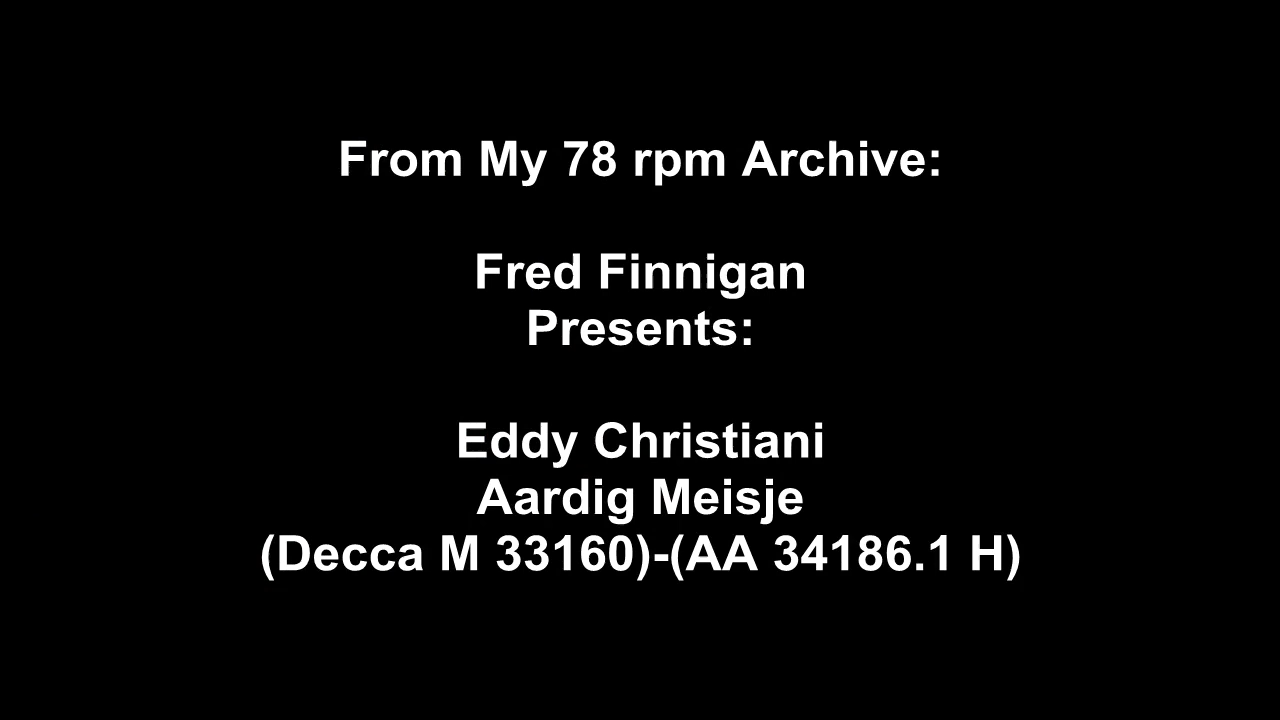 From My 78 rpm Archive:
Fred Finnigan
Presents:
Eddy Christiani
Aardig Meisje
(Decca M 33160)-(AA 34186.1 H)